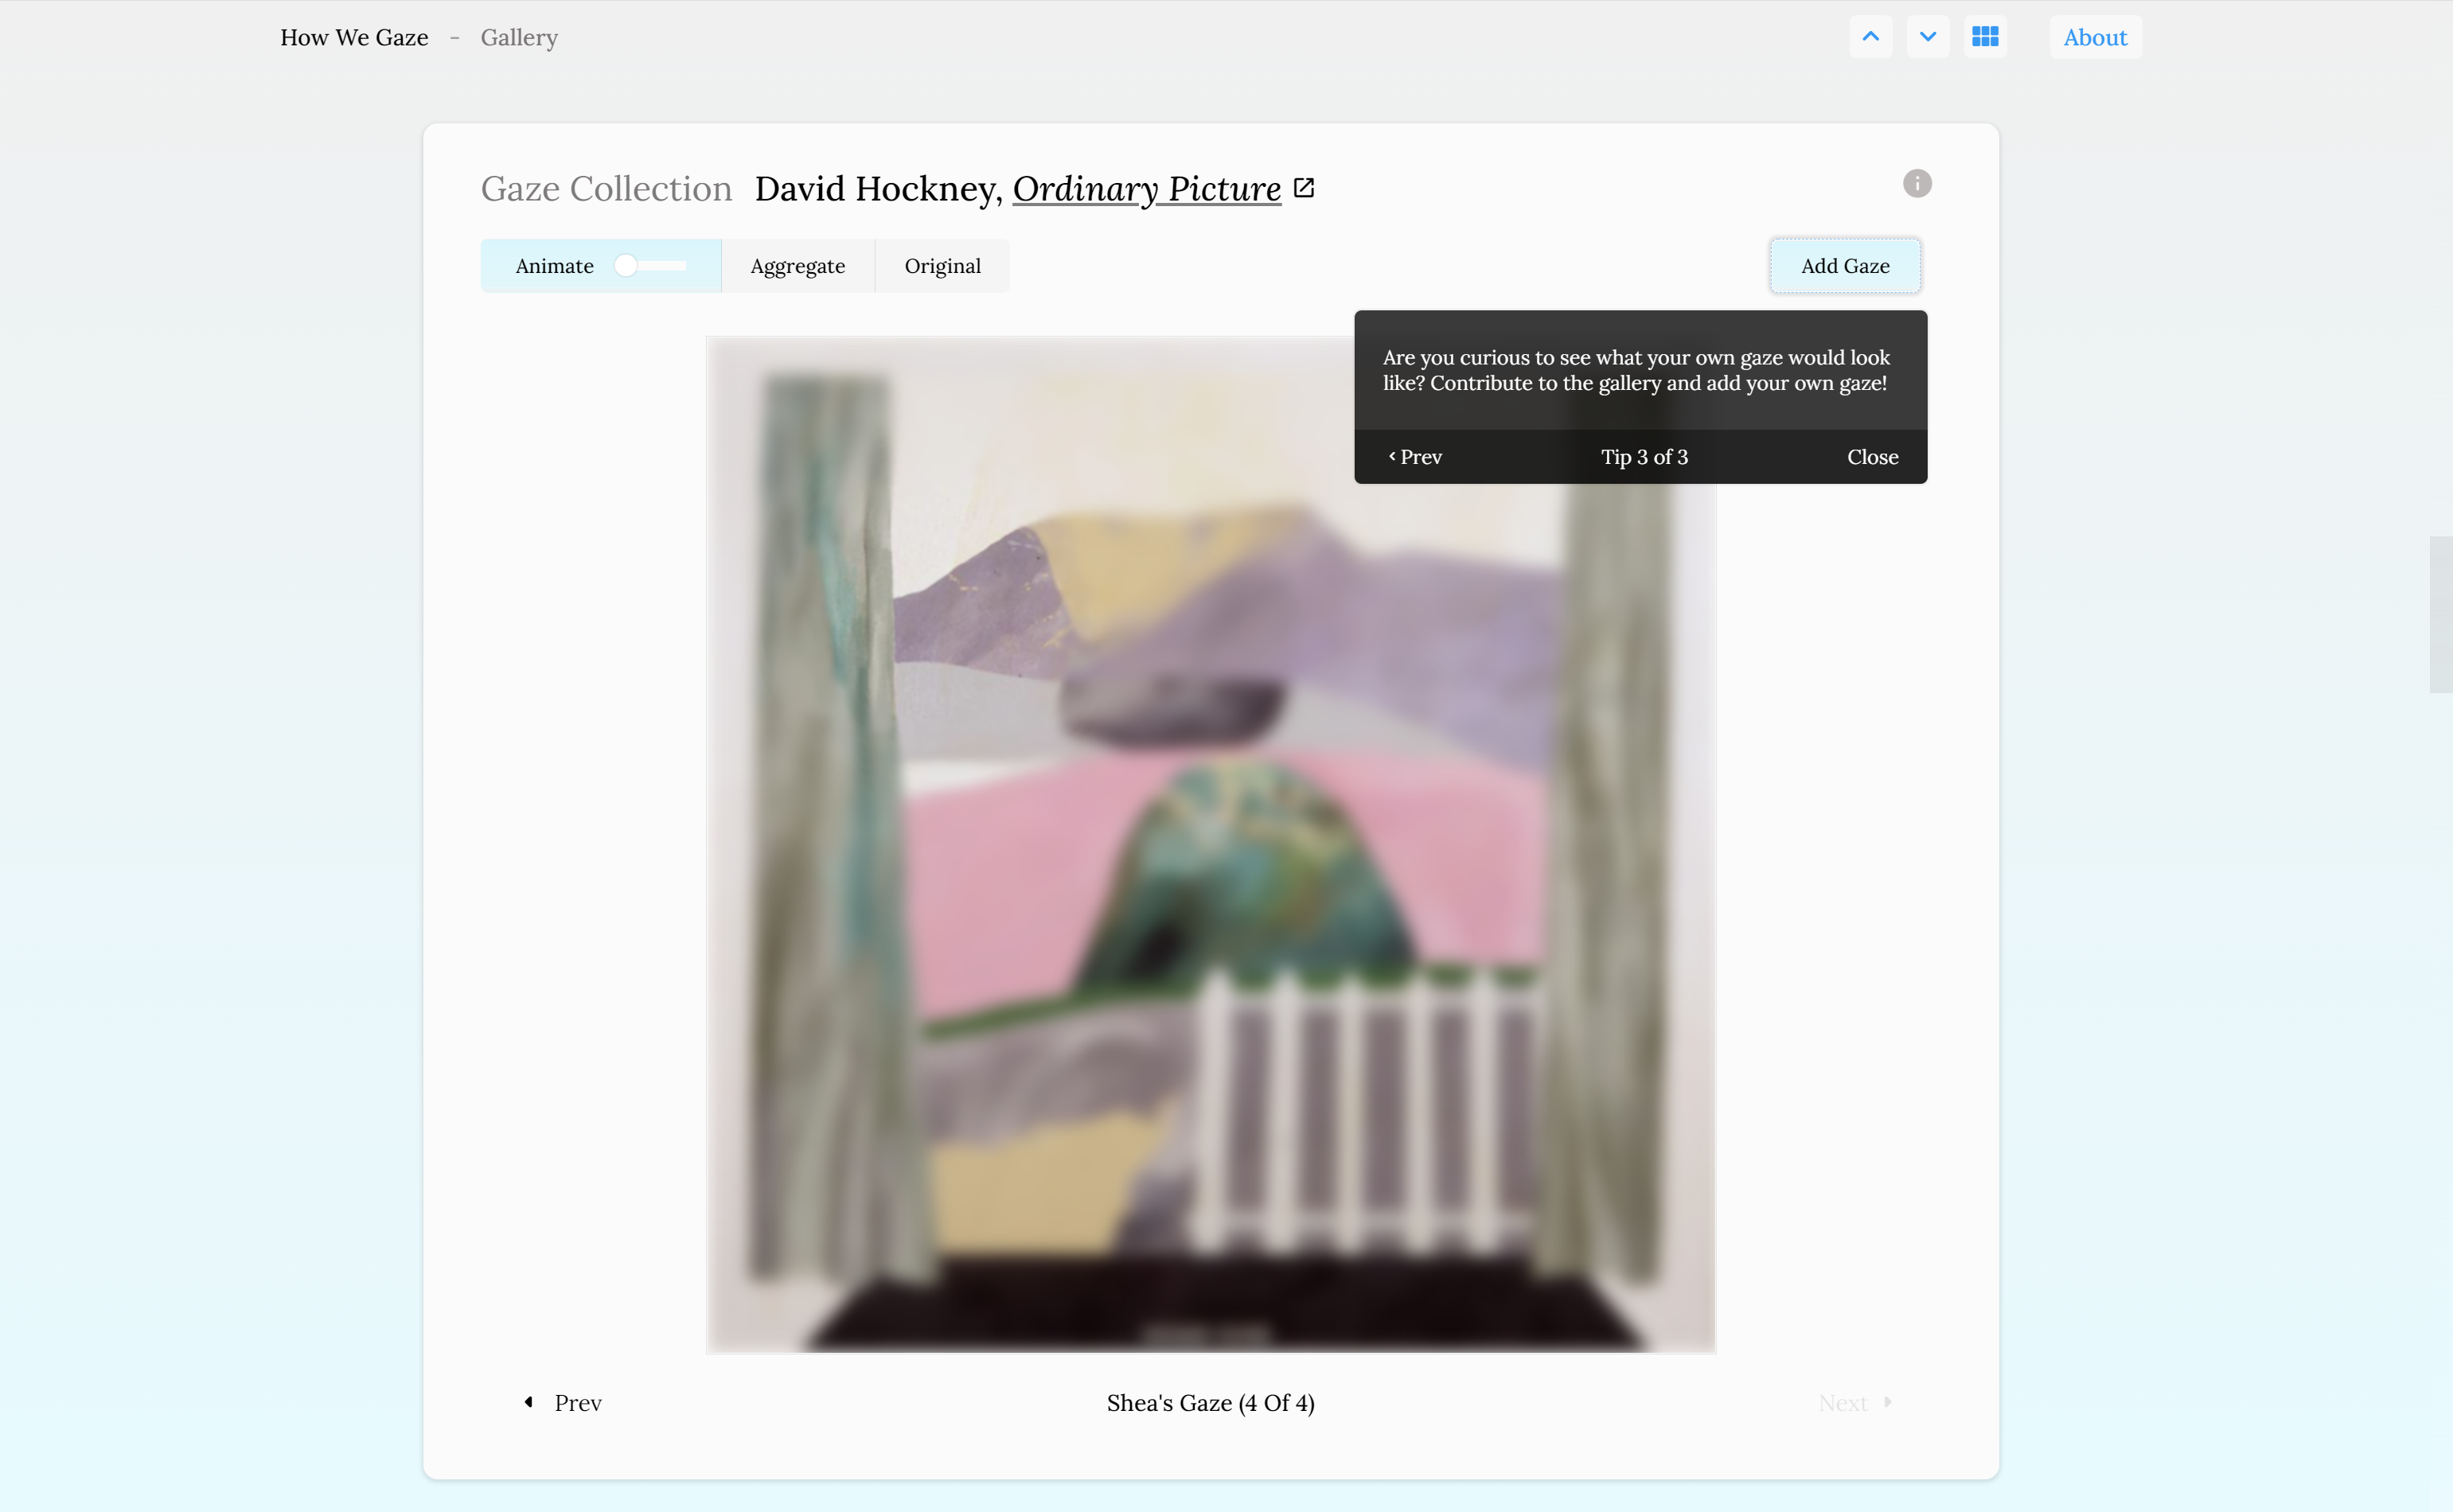 How We Gaze - Gallery
About
Gaze Collection David Hockney, Ordinary Picture
Animate Aggregate Original
Add Gaze
Are you curious to see what your own gaze would look
like? Contribute to the gallery and add your own gaze!
Prev Tip 3 of 3 Close
Prev Shea's Gaze (4 Of 4) Next